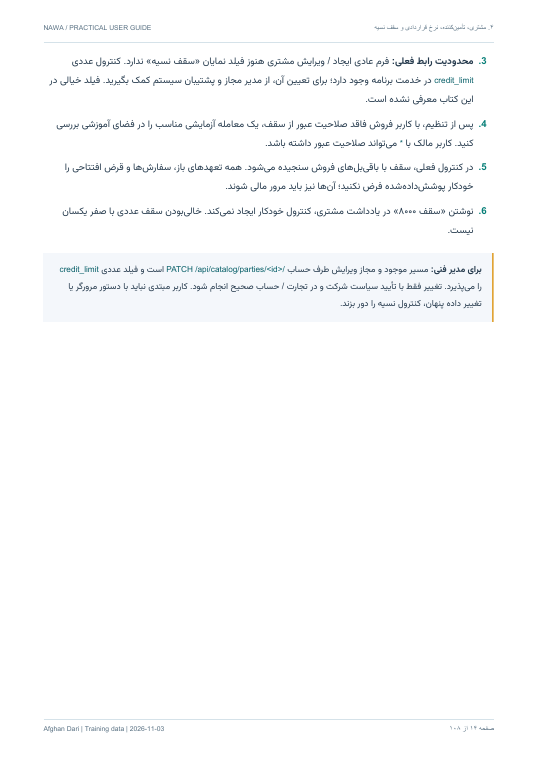 NAWA / PRACTICAL USER GUIDE
۴. مشتری، تأمین‌کننده، نرخ قراردادی و سقف نسیه
3. محدودیت رابط فعلی: فرم عادی ایجاد / ویرایش مشتری هنوز فیلد نمایان «سقف نسیه» ندارد. کنترول عددی
credit_limit در خدمت برنامه وجود دارد؛ برای تعیین آن، از مدیر مجاز و پشتیبان سیستم کمک بگیرید. فیلد خیالی در
این کتاب معرفی نشده است.
4. پس از تنظیم، با کاربر فروش فاقد صلاحیت عبور از سقف، یک معامله آزمایشی مناسب را در فضای آموزشی بررسی
کنید. کاربر مالک با * می‌تواند صلاحیت عبور داشته باشد.
5. در کنترول فعلی، سقف با باقی‌بل‌های فروش سنجیده می‌شود. همه تعهدهای باز، سفارش‌ها و قرض افتتاحی را
خودکار پوشش‌داده‌شده فرض نکنید؛ آن‌ها نیز باید مرور مالی شوند.
6. نوشتن «سقف ۸۰۰۰» در یادداشت مشتری، کنترول خودکار ایجاد نمی‌کند. خالی‌بودن سقف عددی با صفر یکسان
نیست.
برای مدیر فنی: مسیر موجود و مجاز ویرایش طرف حساب PATCH /api/catalog/parties/<id>/ است و فیلد عددی credit_limit
را می‌پذیرد. تغییر فقط با تأیید سیاست شرکت و در تجارت / حساب صحیح انجام شود. کاربر مبتدی نباید با دستور مرورگر یا
تغییر داده پنهان، کنترول نسیه را دور بزند.
Afghan Dari | Training data | 2026-11-03
صفحه ۱۴ از ۱۰۸